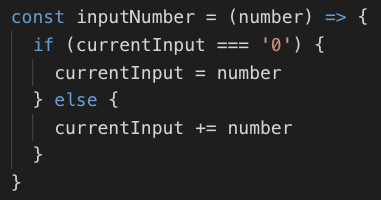 const inputNumber = (number) => {
  if (currentInput === '0') {
    currentInput = number
  } else {
    currentInput += number
  }
}